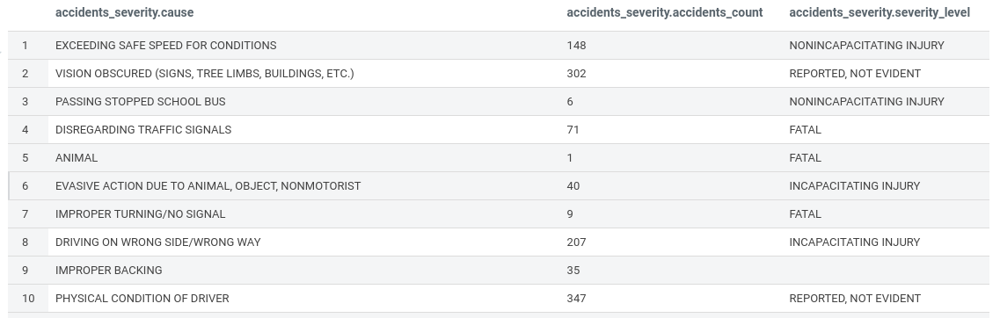 accidents_severity.cause accidents_severity.accidents_count accidents_severity.severity_level
1 EXCEEDING SAFE SPEED FOR CONDITIONS 148 NONINCAPACITATING INJURY
2 VISION OBSCURED (SIGNS, TREE LIMBS, BUILDINGS, ETC.) 302 REPORTED, NOT EVIDENT
3 PASSING STOPPED SCHOOL BUS 6 NONINCAPACITATING INJURY
4 DISREGARDING TRAFFIC SIGNALS 71 FATAL
5 ANIMAL 1 FATAL
6 EVASIVE ACTION DUE TO ANIMAL, OBJECT, NONMOTORIST 40 INCAPACITATING INJURY
7 IMPROPER TURNING/NO SIGNAL 9 FATAL
8 DRIVING ON WRONG SIDE/WRONG WAY 207 INCAPACITATING INJURY
9 IMPROPER BACKING 35
10 PHYSICAL CONDITION OF DRIVER 347 REPORTED, NOT EVIDENT